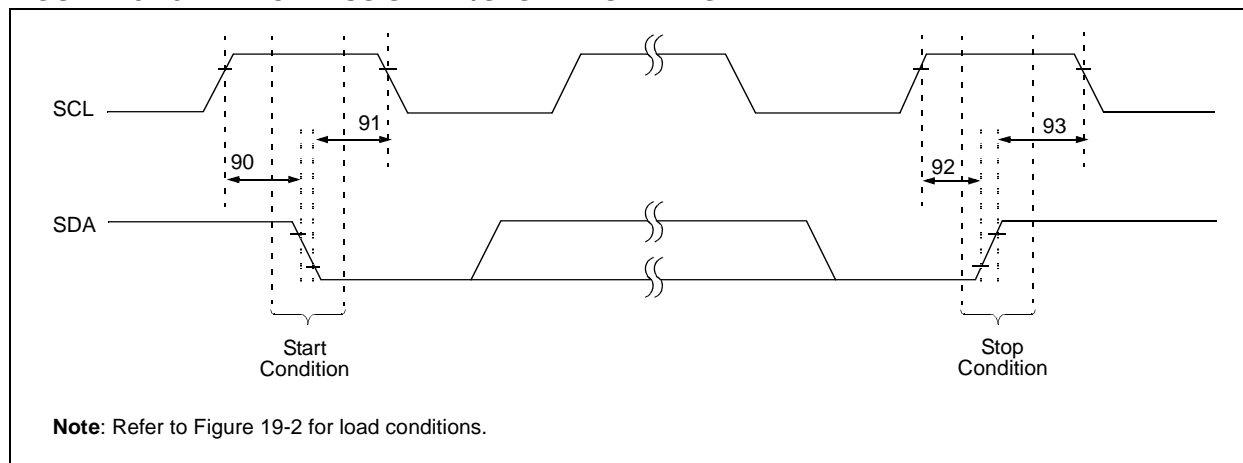 SCL
91
93
90
92
SDA
Start
Condition
Stop
Condition
Note: Refer to Figure 19-2 for load conditions.